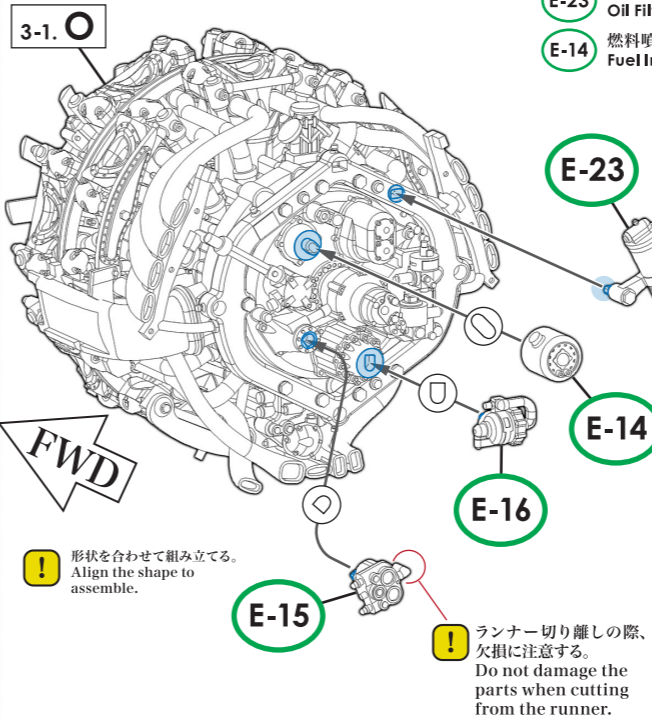 3-1.
E-23
Oil Fil
E-14
燃料噴
Fuel In
E-23
E-14
E-16
FWD
形状を合わせて組み立てる。
Align the shape to
assemble.
E-15
ランナー切り離しの際、
欠損に注意する。
Do not damage the
parts when cutting
from the runner.